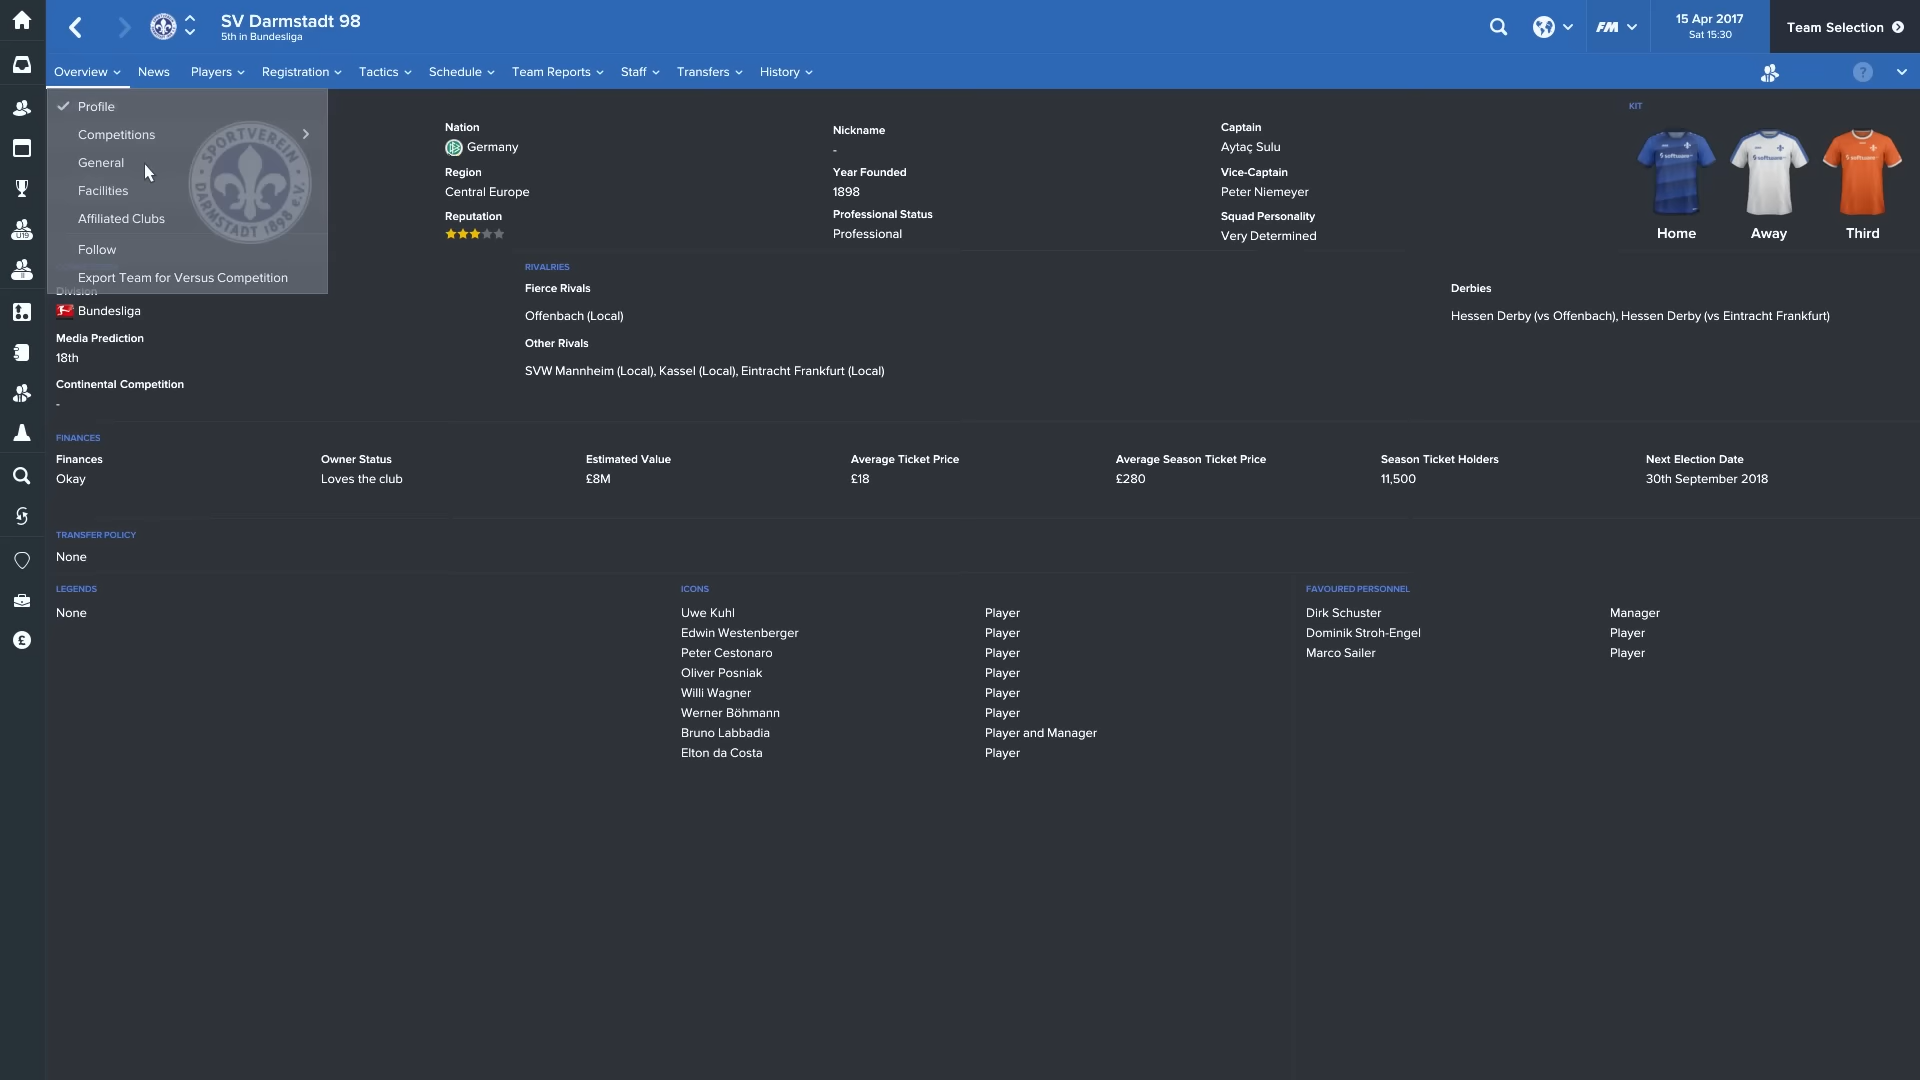 SV Darmstadt 98
5th in Bundesliga
FM
15 Apr 2017
Sat 15:30
Team Selection
Overview News Players Registration Tactics Schedule Team Reports Staff Transfers History
?
Profile
Competitions
General
Facilities
Affiliated Clubs
Follow
Export Team for Versus Competition
SPORTVEREIN DARMSTADT 1898 e.V.
U19
II
£
Nation
Germany
Region
Central Europe
Reputation
Nickname
-
Year Founded
1898
Professional Status
Professional
Captain
Aytaç Sulu
Vice-Captain
Peter Niemeyer
Squad Personality
Very Determined
KIT
Home Away Third
Division
Bundesliga
Media Prediction
18th
Continental Competition
-
RIVALRIES
Fierce Rivals
Offenbach (Local)
Other Rivals
SVW Mannheim (Local), Kassel (Local), Eintracht Frankfurt (Local)
Derbies
Hessen Derby (vs Offenbach), Hessen Derby (vs Eintracht Frankfurt)
FINANCES
Finances Owner Status Estimated Value Average Ticket Price Average Season Ticket Price Season Ticket Holders Next Election Date
Okay Loves the club £8M £18 £280 11,500 30th September 2018
TRANSFER POLICY
None
LEGENDS
None
ICONS
Uwe Kuhl Player
Edwin Westenberger Player
Peter Cestonaro Player
Oliver Posniak Player
Willi Wagner Player
Werner Böhmann Player
Bruno Labbadia Player and Manager
Elton da Costa Player
FAVOURED PERSONNEL
Dirk Schuster Manager
Dominik Stroh-Engel Player
Marco Sailer Player